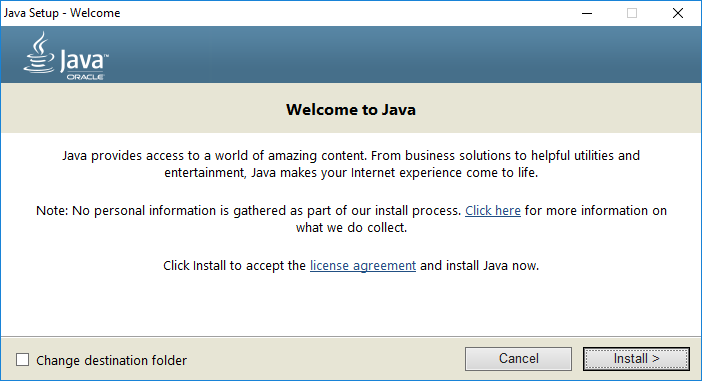 Java Setup - Welcome
Java™
ORACLE
Welcome to Java
Java provides access to a world of amazing content. From business solutions to helpful utilities and
entertainment, Java makes your Internet experience come to life.
Note: No personal information is gathered as part of our install process. Click here for more information on
what we do collect.
Click Install to accept the license agreement and install Java now.
Change destination folder
Cancel
Install >